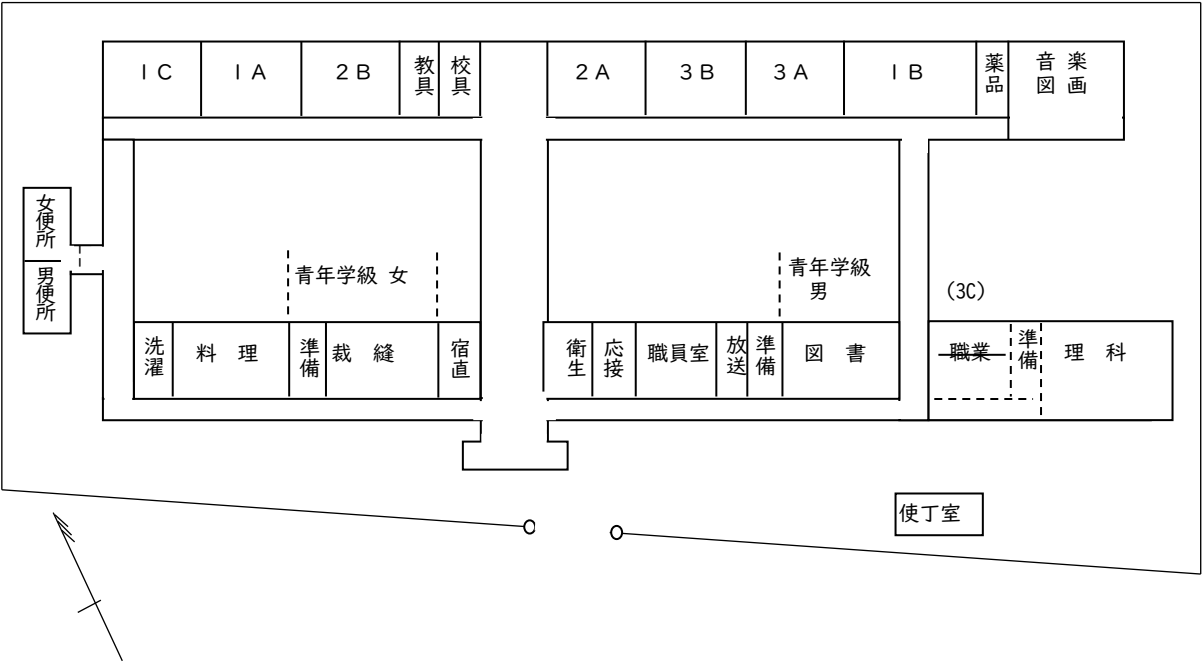 １Ｃ
１Ａ
２Ｂ
教具
校具
２Ａ
３Ｂ
３Ａ
１Ｂ
薬品
音楽
図画
女便所
男便所
青年学級 女
青年学級
男
(3C)
洗濯
料 理
準備
裁 縫
宿直
衛生
応接
職員室
放送
準備
図 書
職業
準備
理 科
使丁室